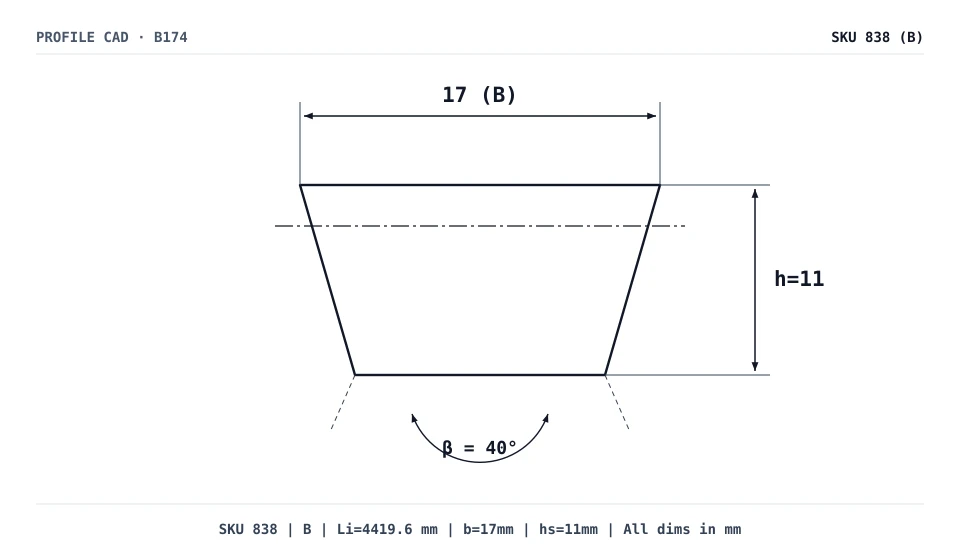 PROFILE CAD · B174
SKU 838 (B)
17 (B)
h=11
β = 40°
SKU 838 | B | Li=4419.6 mm | b=17mm | hs=11mm | All dims in mm